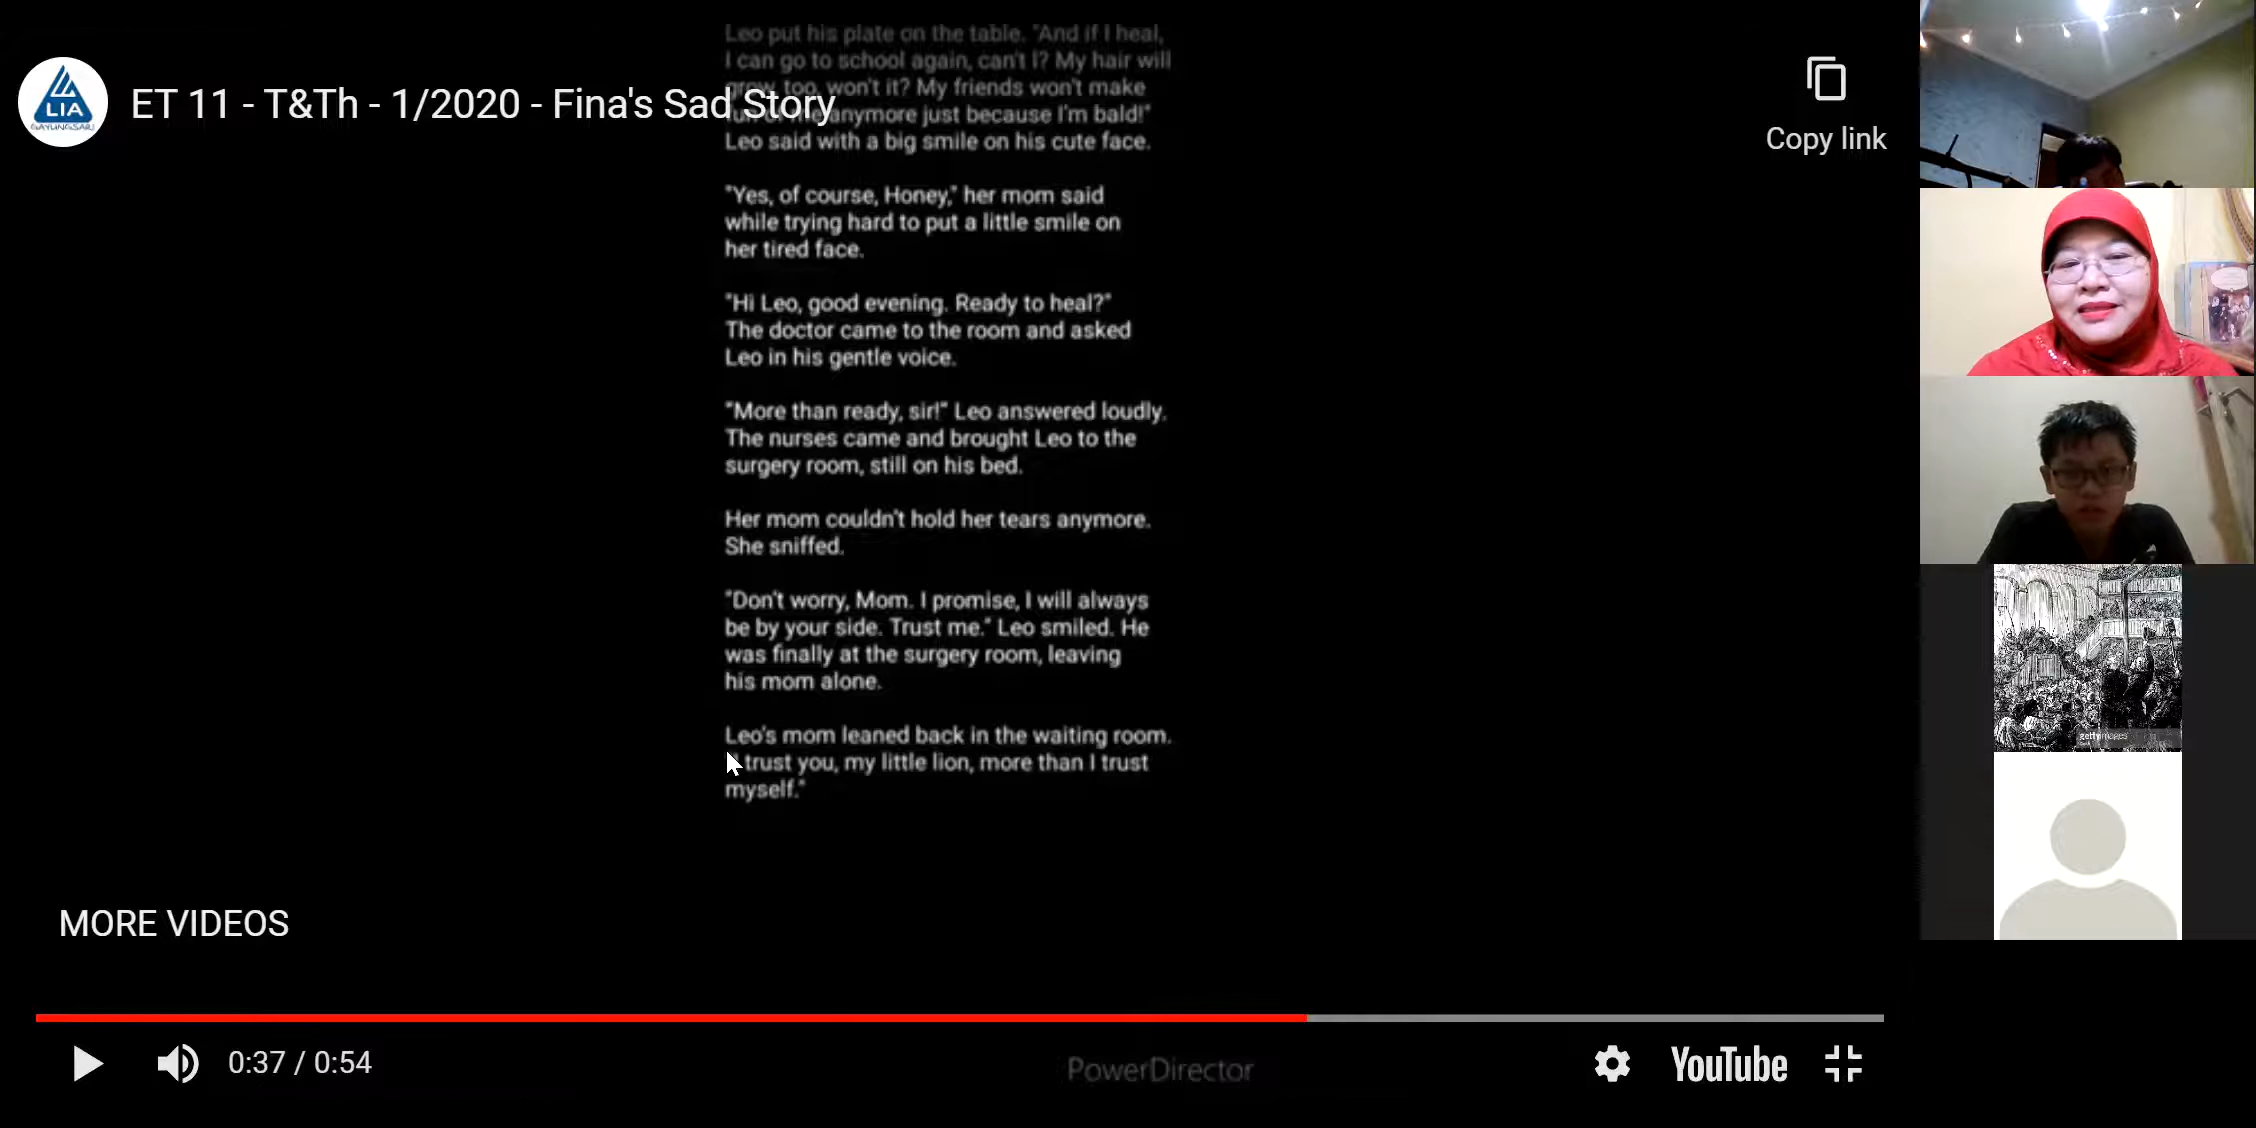 Leo put his plate on the table. "And if I heal,
I can go to school again, can't I? My hair will
grow too, won't it? My friends won't make
anymore just because I'm bald!"
Leo said with a big smile on his cute face.
"Yes, of course, Honey," her mom said
while trying hard to put a little smile on
her tired face.
"Hi Leo, good evening. Ready to heal?"
The doctor came to the room and asked
Leo in his gentle voice.
"More than ready, sir!" Leo answered loudly.
The nurses came and brought Leo to the
surgery room, still on his bed.
Her mom couldn't hold her tears anymore.
She sniffed.
"Don't worry, Mom. I promise, I will always
be by your side. Trust me." Leo smiled. He
was finally at the surgery room, leaving
his mom alone.
Leo's mom leaned back in the waiting room.
trust you, my little lion, more than I trust
myself."
LIA
GAYUNGSARI
ET 11 - T&Th - 1/2020 - Fina's Sad Story
Copy link
gettyimages
MORE VIDEOS
0:37 / 0:54
PowerDirector
YouTube